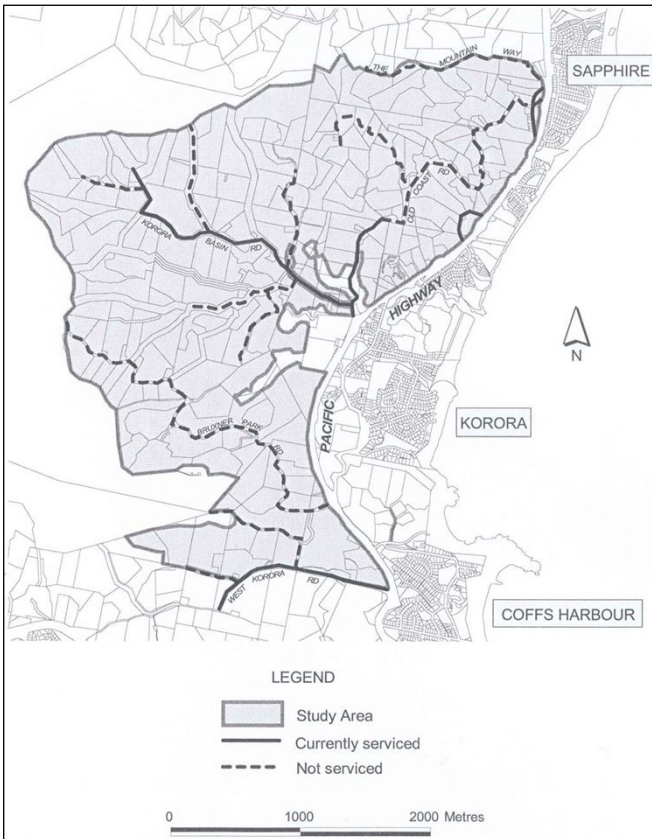 THE MOUNTAIN WAY
SAPPHIRE
OLD COAST RD
KORORA BASIN RD
HIGHWAY
N
PACIFIC
KORORA
BRUXNER PARK RD
WEST KORORA RD
COFFS HARBOUR
LEGEND
Study Area
Currently serviced
Not serviced
0 1000 2000 Metres